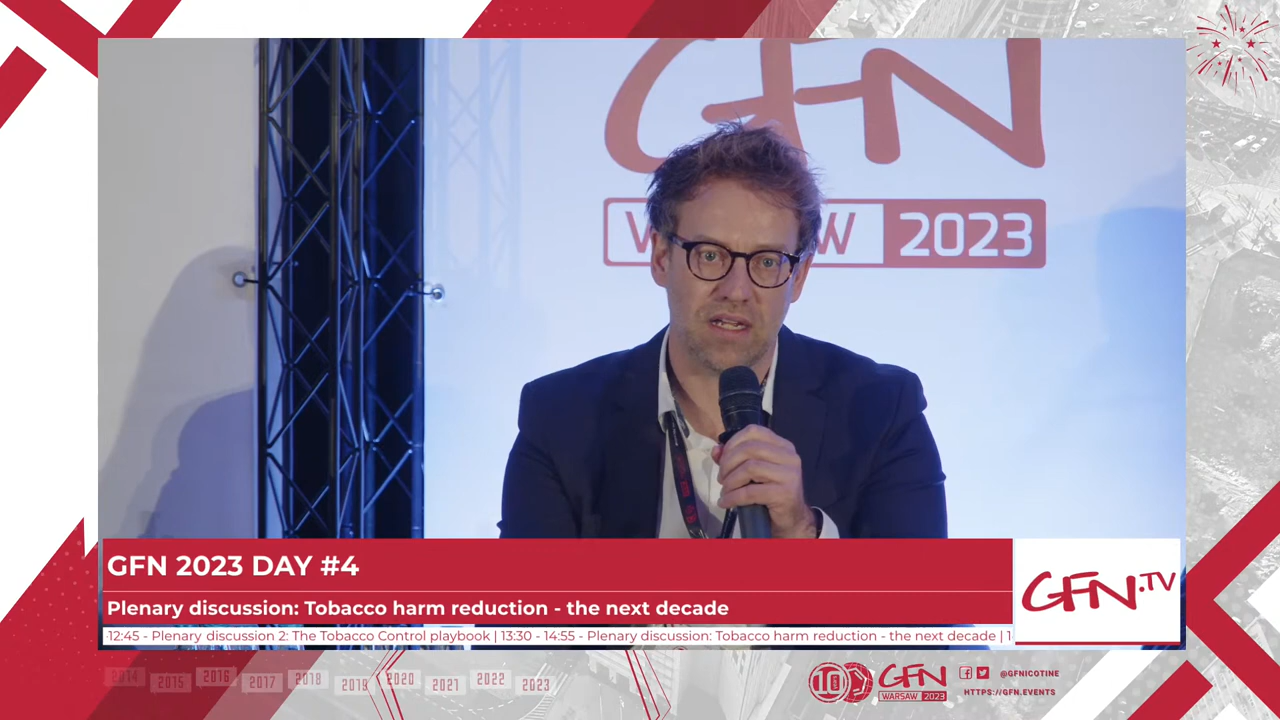 GFN
W W 2023
GFN 2023 DAY #4
Plenary discussion: Tobacco harm reduction - the next decade
12:45 - Plenary discussion 2: The Tobacco Control playbook | 13:30 - 14:55 - Plenary discussion: Tobacco harm reduction - the next decade | 1
GFN.TV
2014 2015 2016 2017 2018 2019 2020 2021 2022 2023
10
GFN
WARSAW 2023
@GFNICOTINE
HTTPS://GFN.EVENTS